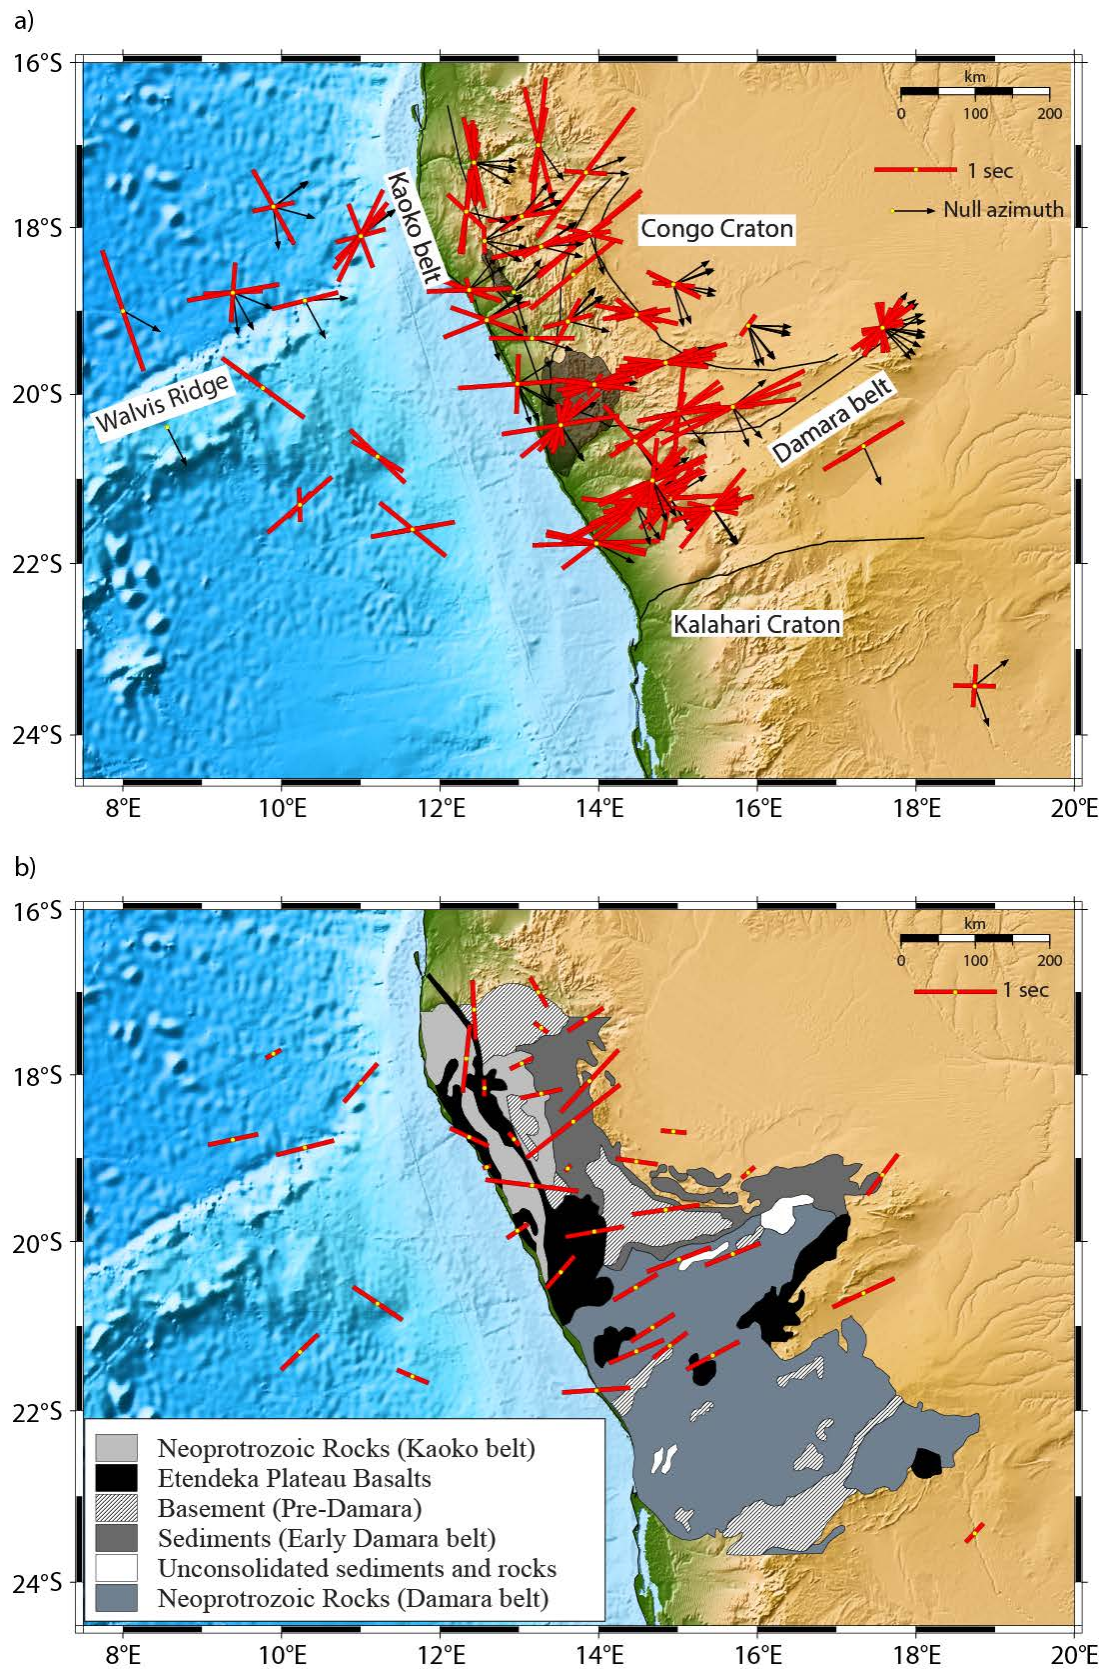 a)
16°S
18°S
20°S
22°S
24°S
8°E
10°E
12°E
14°E
16°E
18°E
20°E
km
0
100
200
1 sec
Null azimuth
Kaoko belt
Congo Craton
Walvis Ridge
Damara belt
Kalahari Craton
b)
16°S
18°S
20°S
22°S
24°S
8°E
10°E
12°E
14°E
16°E
18°E
20°E
km
0
100
200
1 sec
Neoprotrozoic Rocks (Kaoko belt)
Etendeka Plateau Basalts
Basement (Pre-Damara)
Sediments (Early Damara belt)
Unconsolidated sediments and rocks
Neoprotrozoic Rocks (Damara belt)